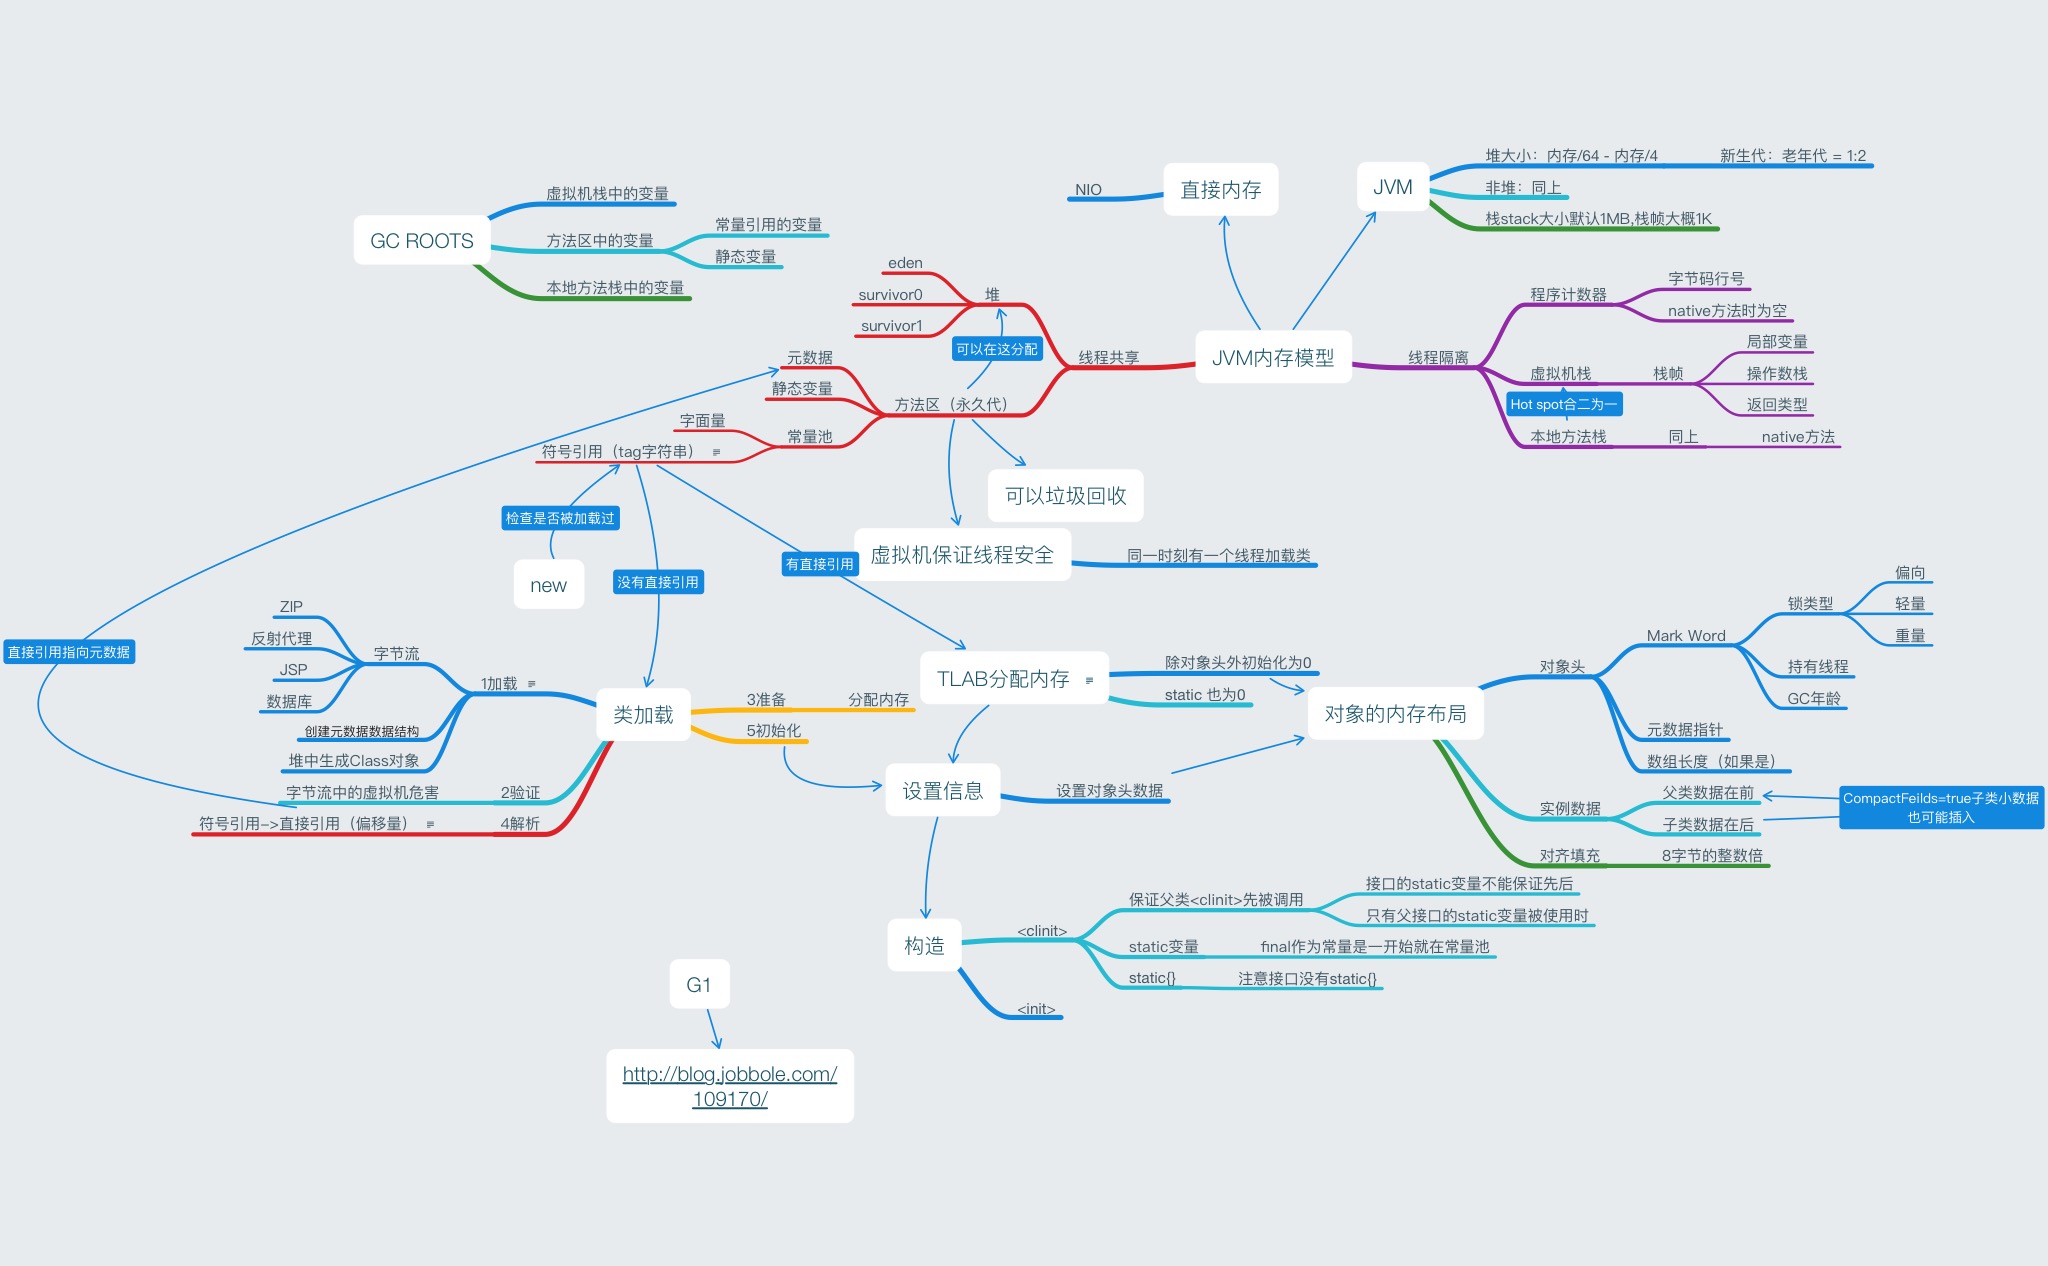 堆大小：内存/64 - 内存/4
新生代：老年代 = 1:2
JVM
非堆：同上
栈stack大小默认1MB,栈帧大概1K
直接内存
NIO
GC ROOTS
虚拟机栈中的变量
方法区中的变量
常量引用的变量
静态变量
本地方法栈中的变量
JVM内存模型
线程共享
堆
eden
survivor0
survivor1
可以在这分配
方法区（永久代）
元数据
静态变量
常量池
字面量
符号引用（tag字符串）
线程隔离
程序计数器
字节码行号
native方法时为空
虚拟机栈
栈帧
局部变量
操作数栈
返回类型
Hot spot合二为一
本地方法栈
同上
native方法
可以垃圾回收
虚拟机保证线程安全
同一时刻有一个线程加载类
检查是否被加载过
new
没有直接引用
有直接引用
直接引用指向元数据
类加载
1加载
字节流
ZIP
反射代理
JSP
数据库
创建元数据数据结构
堆中生成Class对象
2验证
字节流中的虚拟机危害
3准备
分配内存
4解析
符号引用->直接引用（偏移量）
5初始化
TLAB分配内存
除对象头外初始化为0
static 也为0
设置信息
设置对象头数据
对象的内存布局
对象头
Mark Word
锁类型
偏向
轻量
重量
持有线程
GC年龄
元数据指针
数组长度（如果是）
实例数据
父类数据在前
子类数据在后
CompactFeilds=true子类小数据
也可能插入
对齐填充
8字节的整数倍
构造
<clinit>
保证父类<clinit>先被调用
接口的static变量不能保证先后
只有父接口的static变量被使用时
static变量
final作为常量是一开始就在常量池
static{}
注意接口没有static{}
<init>
G1
http://blog.jobbole.com/
109170/